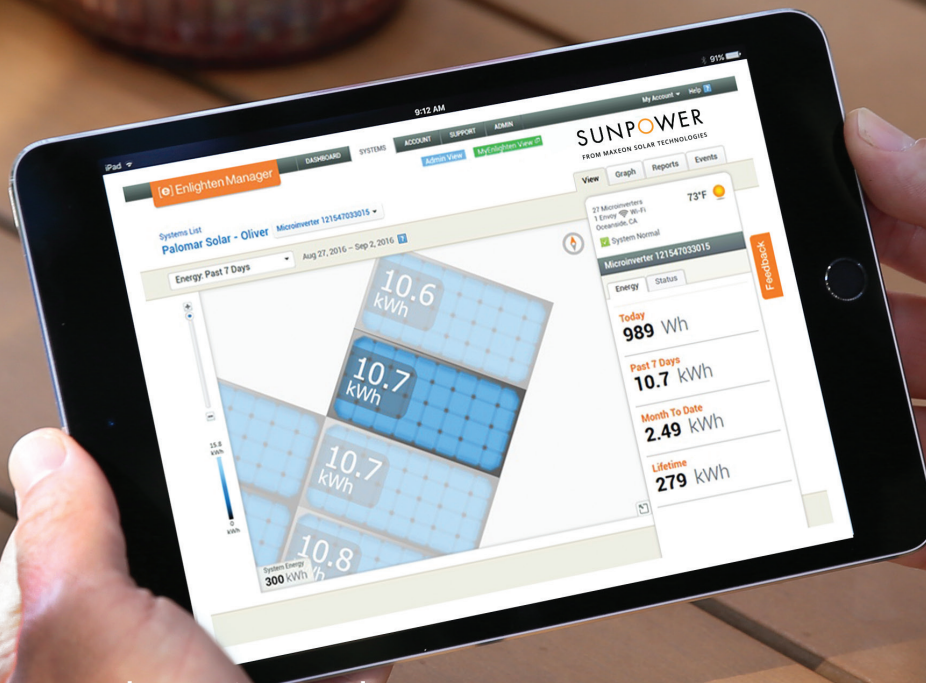 iPad
9:12 AM
91%
[e] Enlighten Manager
DASHBOARD
SYSTEMS
ACCOUNT
SUPPORT
ADMIN
My Account
Help ?
Admin View
MyEnlighten View
SUNPOWER
FROM MAXEON SOLAR TECHNOLOGIES
Systems List
Palomar Solar - Oliver
Microinverter 121547033015
View
Graph
Reports
Events
Energy: Past 7 Days
Aug 27, 2016 – Sep 2, 2016 ?
27 Microinverters
1 Envoy Wi-Fi
Oceanside, CA
73°F
System Normal
Microinverter 121547033015
Energy
Status
Today
989 Wh
Past 7 Days
10.7 kWh
Month To Date
2.49 kWh
Lifetime
279 kWh
Feedback
10.6
kWh
10.7
kWh
10.7
kWh
10.8
15.8
kWh
0
kWh
System Energy
300 kWh